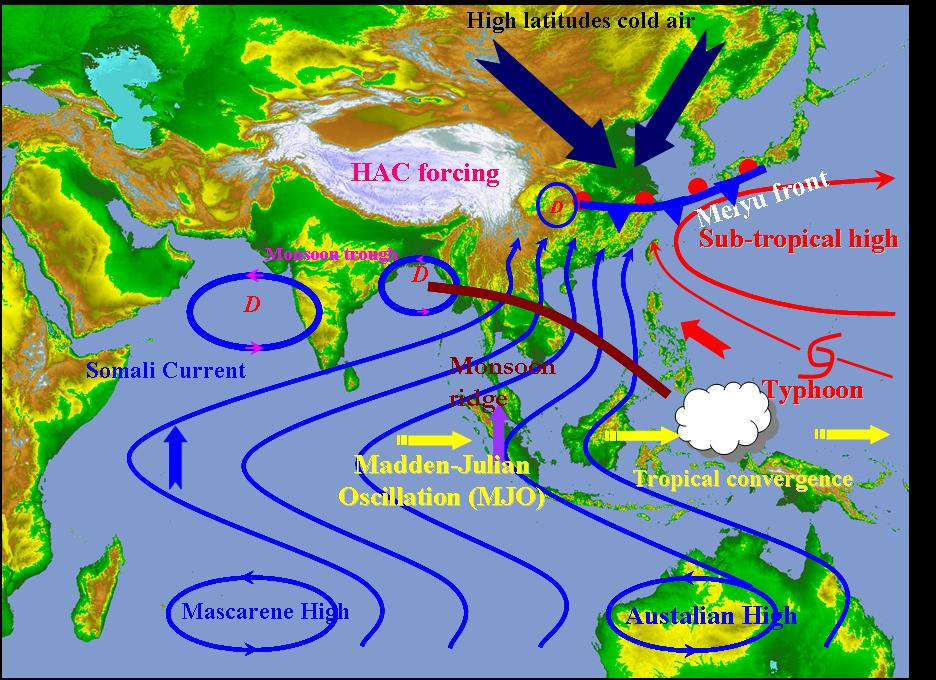 High latitudes cold air
HAC forcing
D
Meiyu front
Sub-tropical high
Monsoon trough
D
D
Somali Current
Monsoon
ridge
Typhoon
Madden-Julian
Oscillation (MJO)
Tropical convergence
Mascarene High
Austalian High